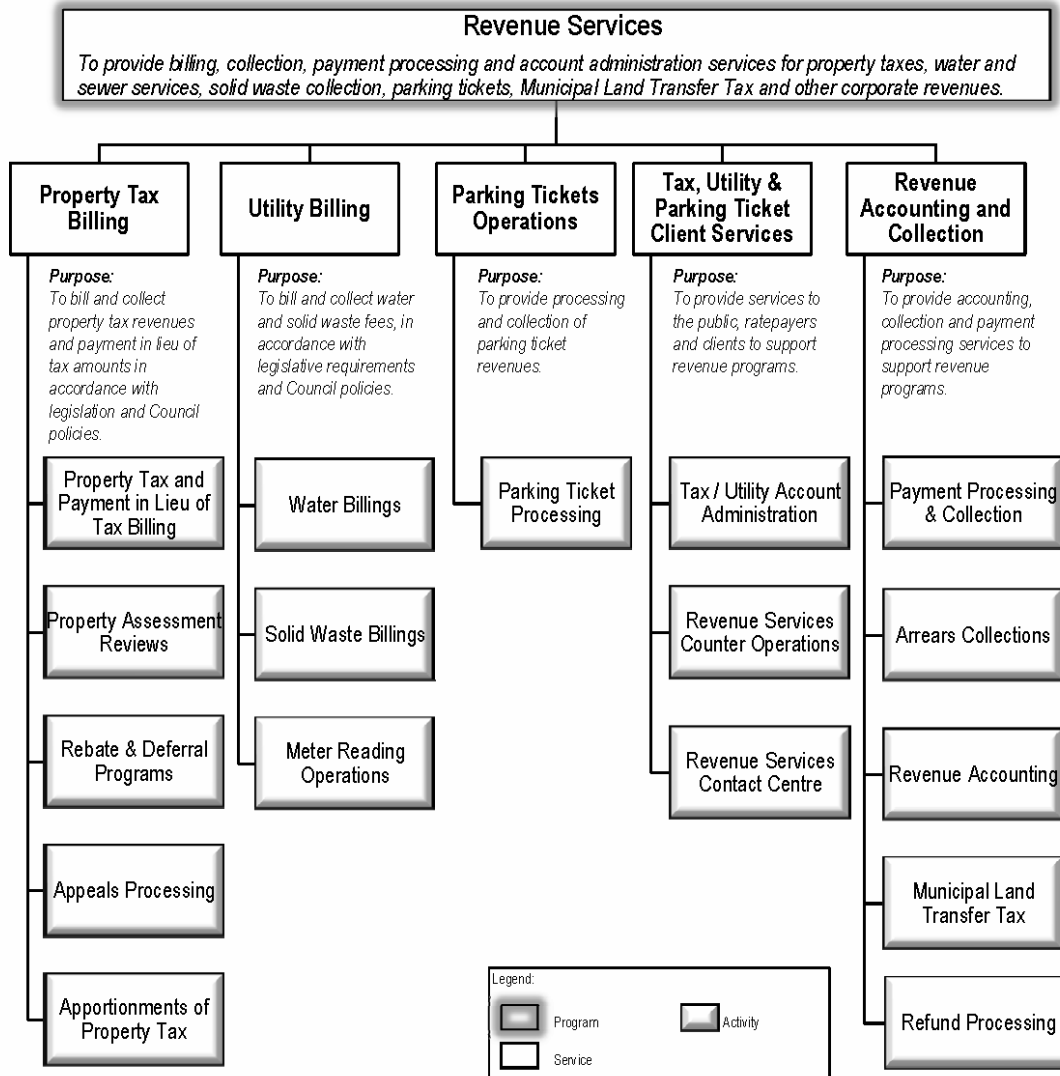 Revenue Services
To provide billing, collection, payment processing and account administration services for property taxes, water and
sewer services, solid waste collection, parking tickets, Municipal Land Transfer Tax and other corporate revenues.
Property Tax
Billing
Purpose:
To bill and collect
property tax revenues
and payment in lieu of
tax amounts in
accordance with
legislation and Council
policies.
Property Tax and
Payment in Lieu of
Tax Billing
Property Assessment
Reviews
Rebate & Deferral
Programs
Appeals Processing
Apportionments of
Property Tax
Utility Billing
Purpose:
To bill and collect water
and solid waste fees, in
accordance with
legislative requirements
and Council policies.
Water Billings
Solid Waste Billings
Meter Reading
Operations
Parking Tickets
Operations
Purpose:
To provide processing
and collection of
parking ticket
revenues.
Parking Ticket
Processing
Tax, Utility &
Parking Ticket
Client Services
Purpose:
To provide services to
the public, ratepayers
and clients to support
revenue programs.
Tax / Utility Account
Administration
Revenue Services
Counter Operations
Revenue Services
Contact Centre
Revenue
Accounting and
Collection
Purpose:
To provide accounting,
collection and payment
processing services to
support revenue
programs.
Payment Processing
& Collection
Arrears Collections
Revenue Accounting
Municipal Land
Transfer Tax
Refund Processing
Legend:
Program
Activity
Service